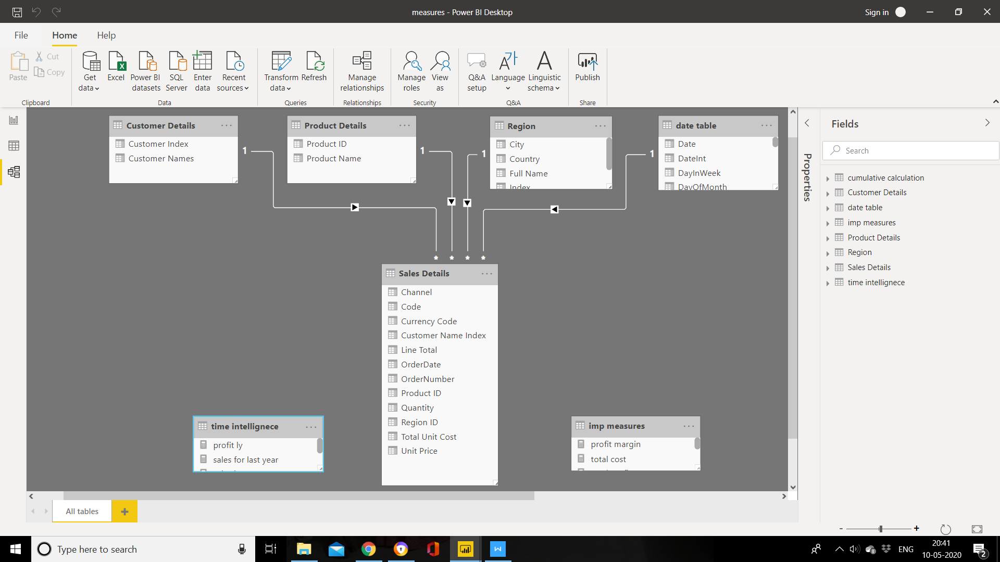 measures - Power BI Desktop
Sign in
File
Home
Help
Paste
Cut
Copy
Get data
Excel
Power BI datasets
SQL Server
Enter data
Recent sources
Transform data
Refresh
Manage relationships
Manage roles
View as
Q&A setup
Language
Linguistic schema
Publish
Clipboard
Data
Queries
Relationships
Security
Q&A
Share
Customer Details
Customer Index
Customer Names
1
Product Details
Product ID
Product Name
1
Region
City
Country
Full Name
Index
1
date table
Date
DateInt
DayInWeek
DayOfMonth
1
* * * *
Sales Details
Channel
Code
Currency Code
Customer Name Index
Line Total
OrderDate
OrderNumber
Product ID
Quantity
Region ID
Total Unit Cost
Unit Price
time intellignece
profit ly
sales for last year
imp measures
profit margin
total cost
Properties
Fields
Search
cumulative calculation
Customer Details
date table
imp measures
Product Details
Region
Sales Details
time intellignece
All tables
+
- +
Type here to search
ENG
20:41
10-05-2020
2